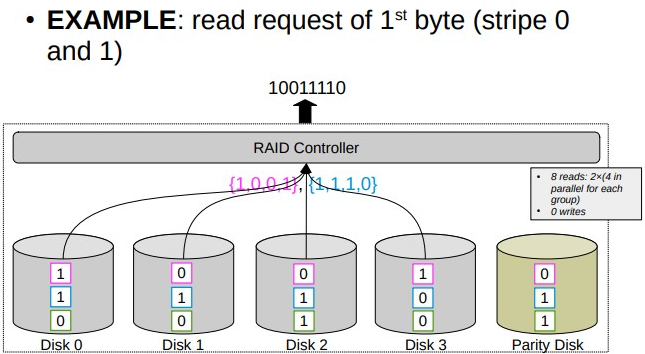 • EXAMPLE: read request of 1st byte (stripe 0
and 1)
10011110
RAID Controller
{1,0,0,1}, {1,1,1,0}
• 8 reads: 2×(4 in
parallel for each
group)
• 0 writes
1 0 0 1 0
1 1 1 0 1
0 0 1 0 1
Disk 0 Disk 1 Disk 2 Disk 3 Parity Disk